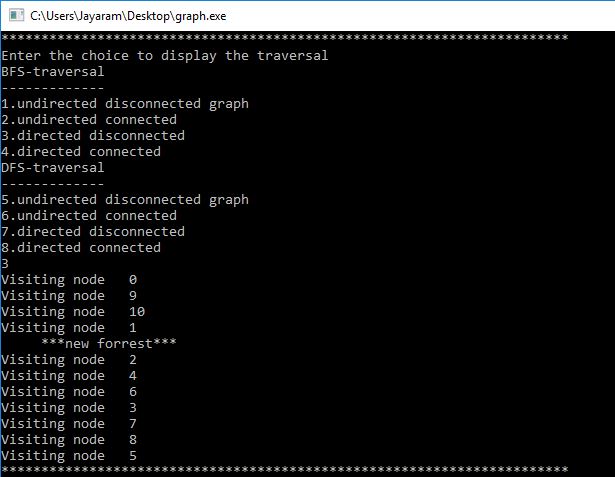 C:\Users\Jayaram\Desktop\graph.exe
***********************************************************************
Enter the choice to display the traversal
BFS-traversal
-------------
1.undirected disconnected graph
2.undirected connected
3.directed disconnected
4.directed connected
DFS-traversal
-------------
5.undirected disconnected graph
6.undirected connected
7.directed disconnected
8.directed connected
3
Visiting node   0
Visiting node   9
Visiting node   10
Visiting node   1
     ***new forrest***
Visiting node   2
Visiting node   4
Visiting node   6
Visiting node   3
Visiting node   7
Visiting node   8
Visiting node   5
***********************************************************************